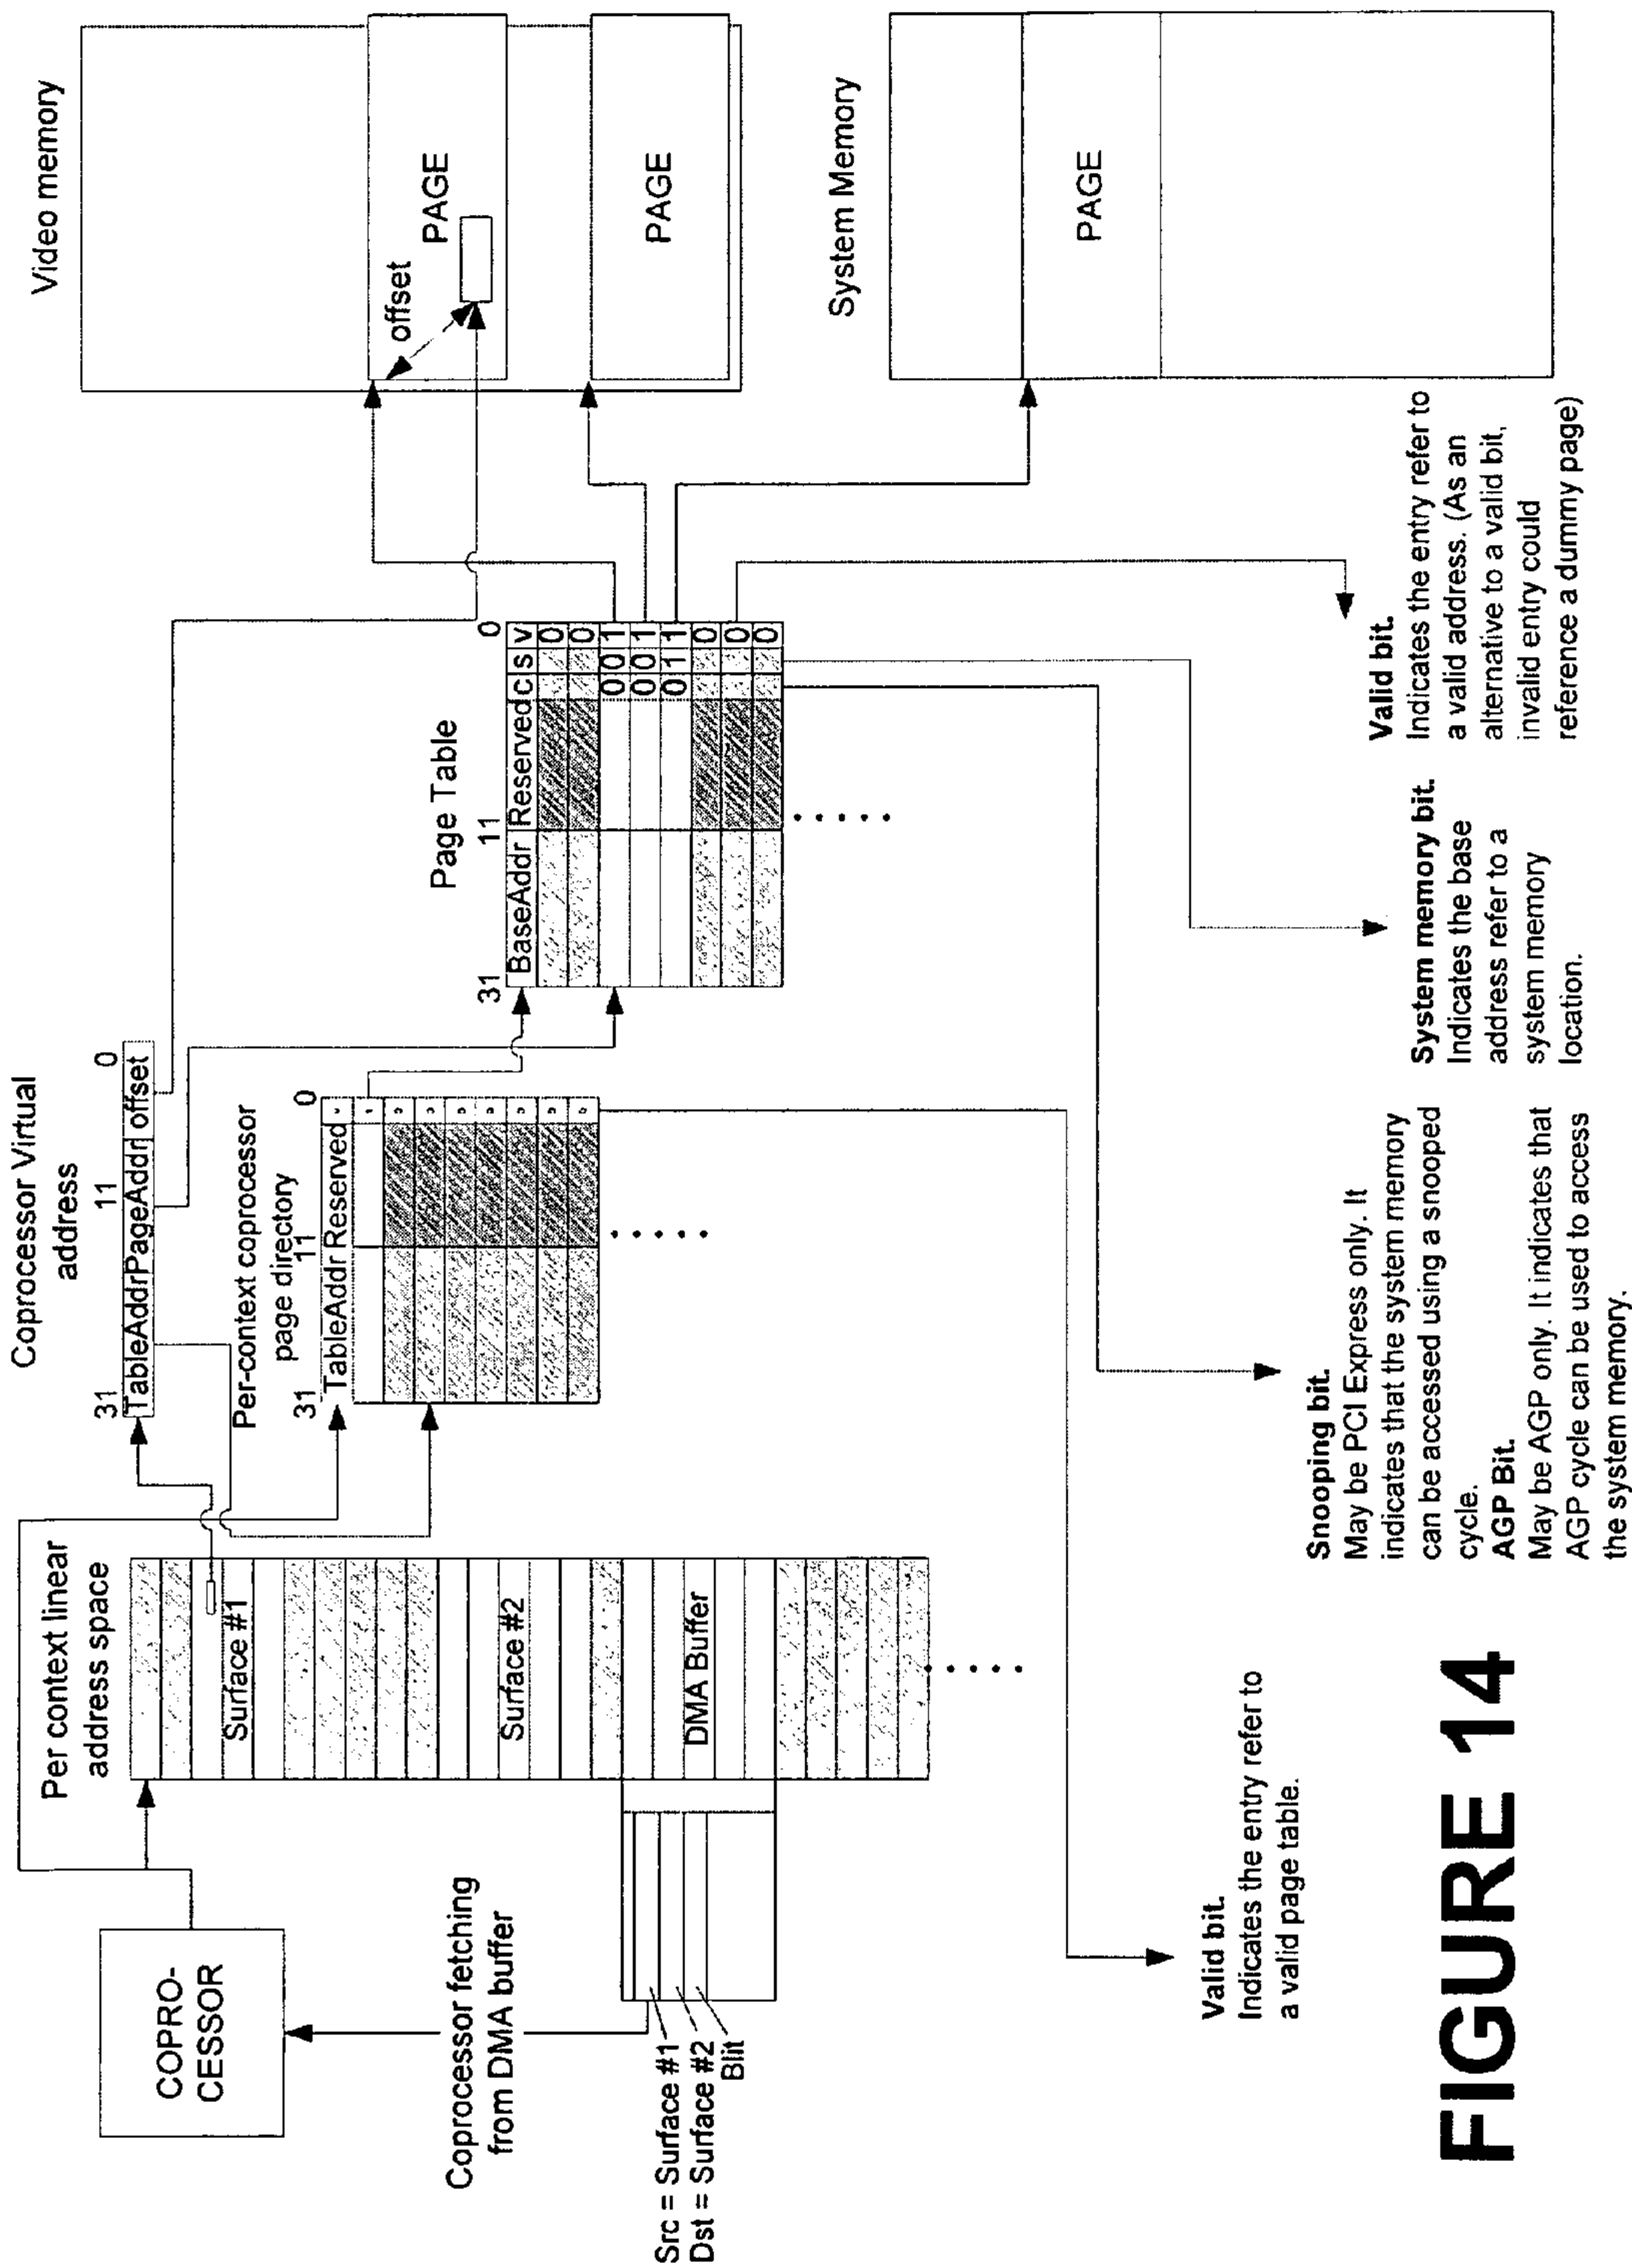 Coprocessor Virtual
address
31 11 0
TableAddr PageAddr offset
Video memory
PAGE
offset
PAGE
System Memory
PAGE
Per context linear
address space
Surface #1
Surface #2
DMA Buffer
COPRO-
CESSOR
Coprocessor fetching
from DMA buffer
Src = Surface #1
Dst = Surface #2
Blit
Per-context coprocessor
page directory
31 11 0
TableAddr Reserved v
1
0
0
0
0
0
0
0
Page Table
31 11 0
BaseAddr Reserved c s v
0
0
0 0 1
0 0 1
0 1 1
0
0
0
Valid bit.
Indicates the entry refer to
a valid page table.
Snooping bit.
May be PCI Express only. It
indicates that the system memory
can be accessed using a snooped
cycle.
AGP Bit.
May be AGP only. It indicates that
AGP cycle can be used to access
the system memory.
System memory bit.
Indicates the base
address refer to a
system memory
location.
Valid bit.
Indicates the entry refer to
a valid address. (As an
alternative to a valid bit,
invalid entry could
reference a dummy page)
FIGURE 14